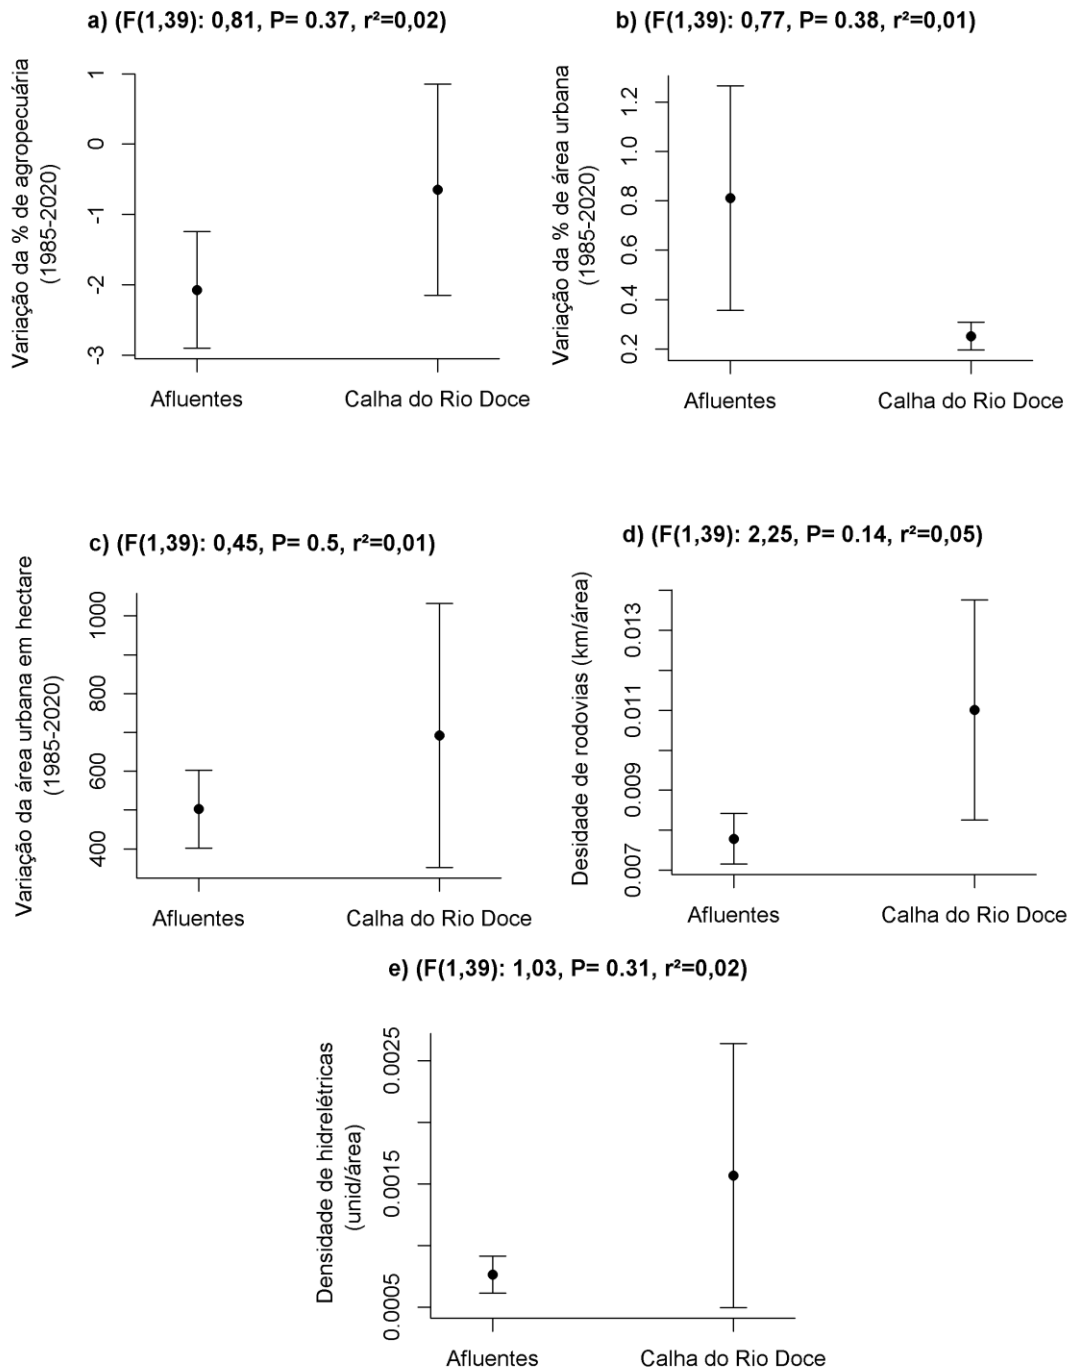 a) (F(1,39): 0,81, P= 0.37, r²=0,02)
Variação da % de agropecuária
(1985-2020)
1
0
-1
-2
-3
Afluentes
Calha do Rio Doce
b) (F(1,39): 0,77, P= 0.38, r²=0,01)
Variação da % de área urbana
(1985-2020)
1.2
1.0
0.8
0.6
0.4
0.2
Afluentes
Calha do Rio Doce
c) (F(1,39): 0,45, P= 0.5, r²=0,01)
Variação da área urbana em hectare
(1985-2020)
1000
800
600
400
Afluentes
Calha do Rio Doce
d) (F(1,39): 2,25, P= 0.14, r²=0,05)
Desidade de rodovias (km/área)
0.013
0.011
0.009
0.007
Afluentes
Calha do Rio Doce
e) (F(1,39): 1,03, P= 0.31, r²=0,02)
Densidade de hidrelétricas
(unid/área)
0.0025
0.0015
0.0005
Afluentes
Calha do Rio Doce